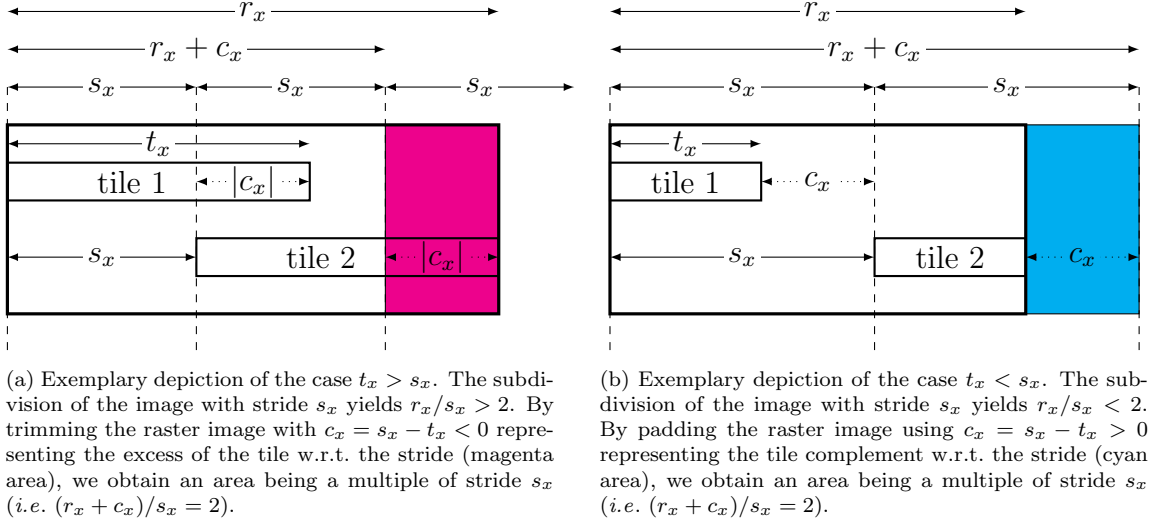 r_x
r_x + c_x
s_x s_x s_x
t_x
tile 1 |c_x|
s_x tile 2 |c_x|
(a) Exemplary depiction of the case t_x > s_x. The subdi-
vision of the image with stride s_x yields r_x/s_x > 2. By
trimming the raster image with c_x = s_x − t_x < 0 repre-
senting the excess of the tile w.r.t. the stride (magenta
area), we obtain an area being a multiple of stride s_x
(i.e. (r_x + c_x)/s_x = 2).
r_x
r_x + c_x
s_x s_x
t_x
tile 1 c_x
s_x tile 2 c_x
(b) Exemplary depiction of the case t_x < s_x. The sub-
division of the image with stride s_x yields r_x/s_x < 2.
By padding the raster image using c_x = s_x − t_x > 0
representing the tile complement w.r.t. the stride (cyan
area), we obtain an area being a multiple of stride s_x
(i.e. (r_x + c_x)/s_x = 2).